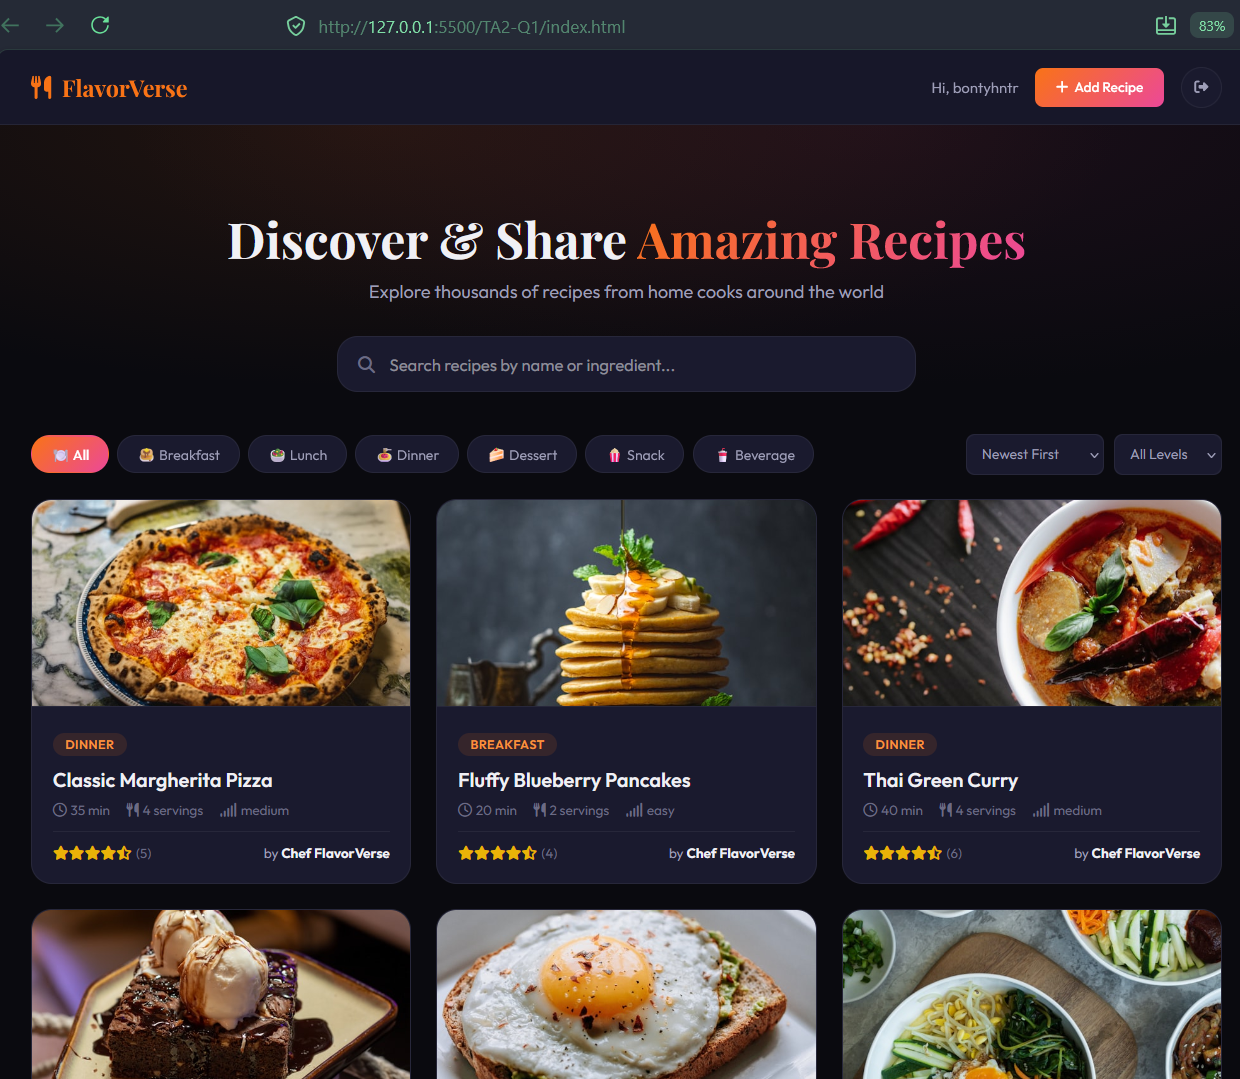 http://127.0.0.1:5500/TA2-Q1/index.html
83%
FlavorVerse
Hi, bontyhntr
Add Recipe
Discover & Share Amazing Recipes
Explore thousands of recipes from home cooks around the world
Search recipes by name or ingredient...
All
Breakfast
Lunch
Dinner
Dessert
Snack
Beverage
Newest First
All Levels
DINNER
Classic Margherita Pizza
35 min 4 servings medium
(5) by Chef FlavorVerse
BREAKFAST
Fluffy Blueberry Pancakes
20 min 2 servings easy
(4) by Chef FlavorVerse
DINNER
Thai Green Curry
40 min 4 servings medium
(6) by Chef FlavorVerse